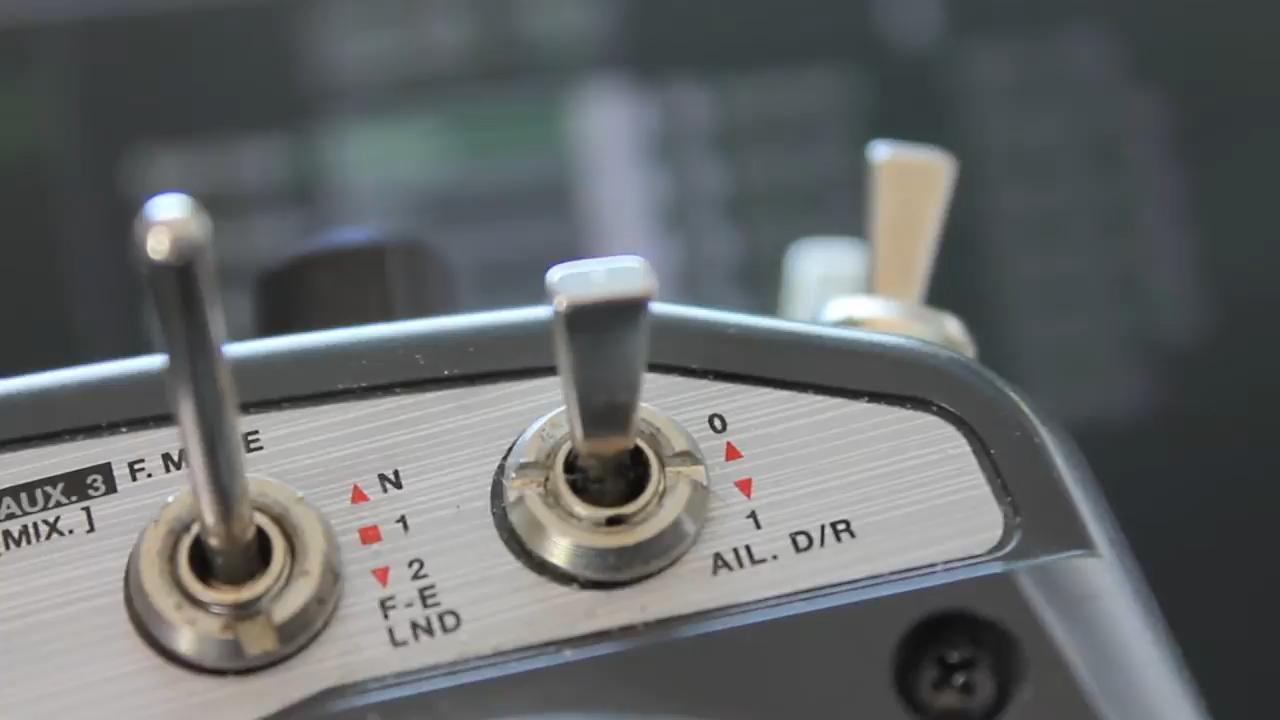 AUX. 3 F. M E
[MIX. ]
N
1
2
F-E
LND
0
1
AIL. D/R